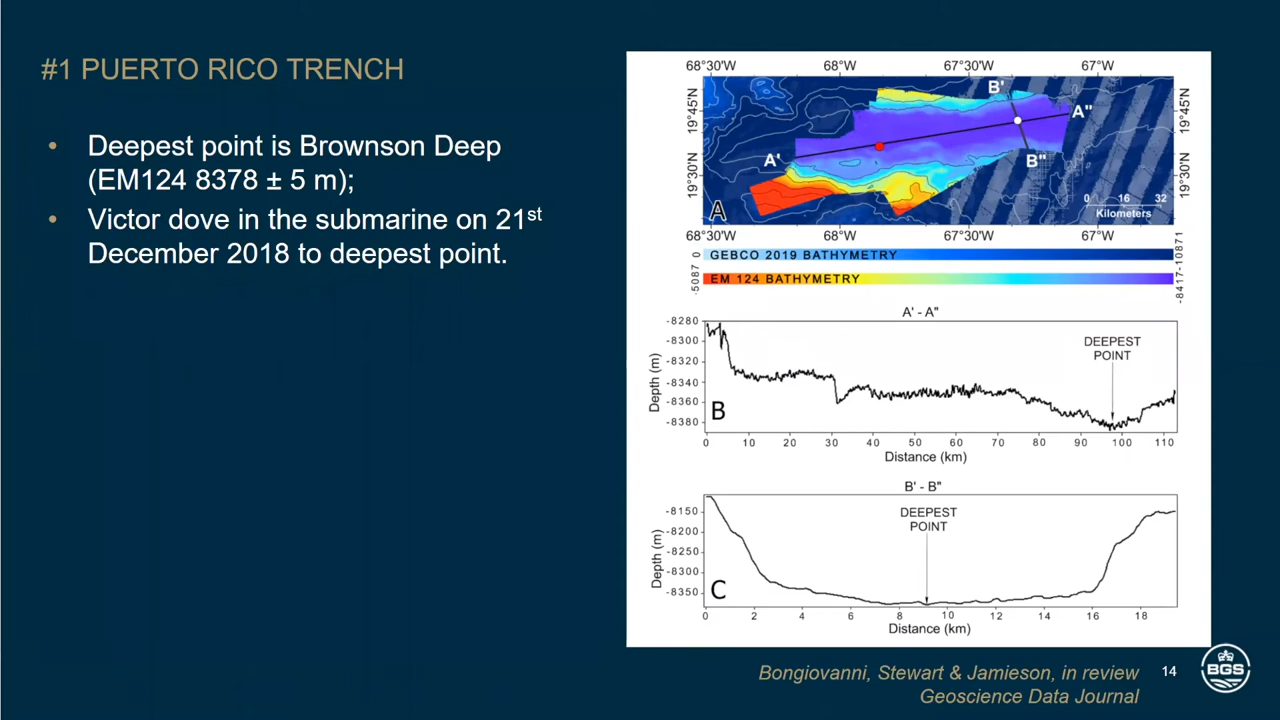 #1 PUERTO RICO TRENCH
• Deepest point is Brownson Deep
(EM124 8378 ± 5 m);
• Victor dove in the submarine on 21st
December 2018 to deepest point.
68°30'W 68°W 67°30'W 67°W
19°45'N 19°45'N
19°30'N 19°30'N
B'
A"
A'
B"
A
0 16 32
Kilometers
68°30'W 68°W 67°30'W 67°W
0 GEBCO 2019 BATHYMETRY -10871
-5087 EM 124 BATHYMETRY -8417
A' - A"
-8280
-8300
-8320
-8340
-8360
-8380
Depth (m)
DEEPEST
POINT
B
0 10 20 30 40 50 60 70 80 90 100 110
Distance (km)
B' - B"
-8150
-8200
-8250
-8300
-8350
Depth (m)
DEEPEST
POINT
C
0 2 4 6 8 10 12 14 16 18
Distance (km)
Bongiovanni, Stewart & Jamieson, in review
Geoscience Data Journal
14
BGS